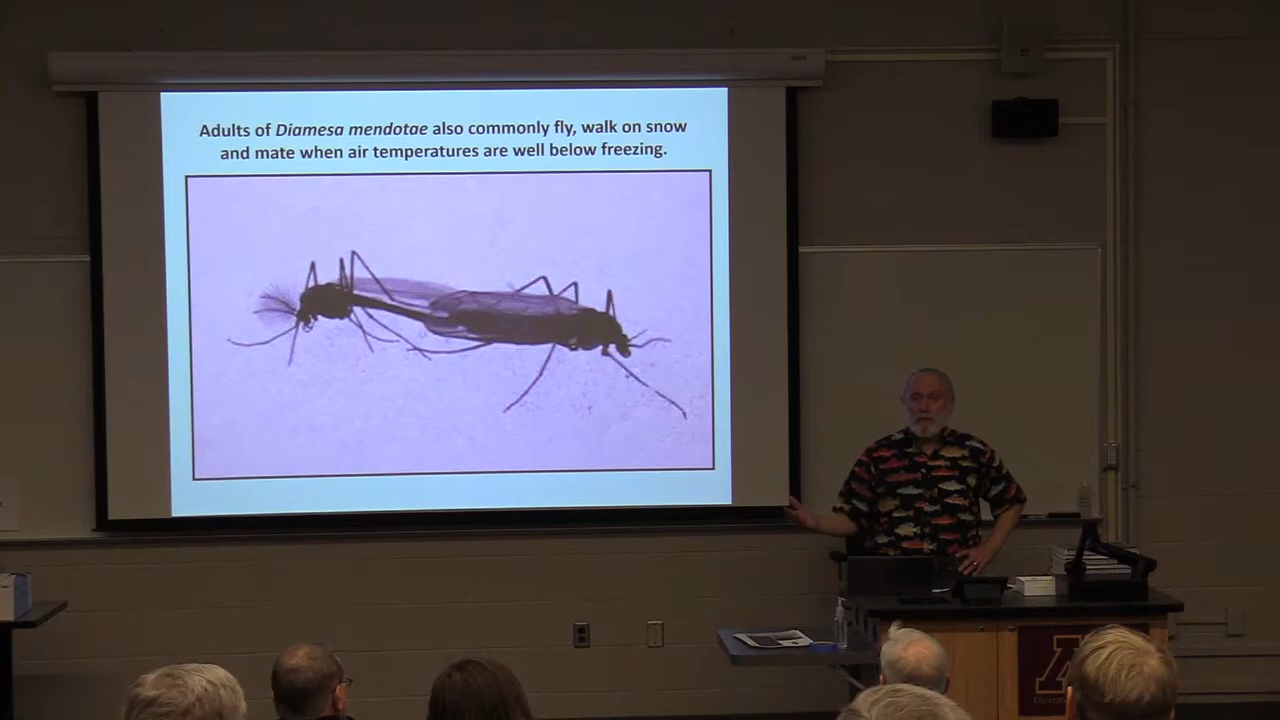 Adults of Diamesa mendotae also commonly fly, walk on snow
and mate when air temperatures are well below freezing.